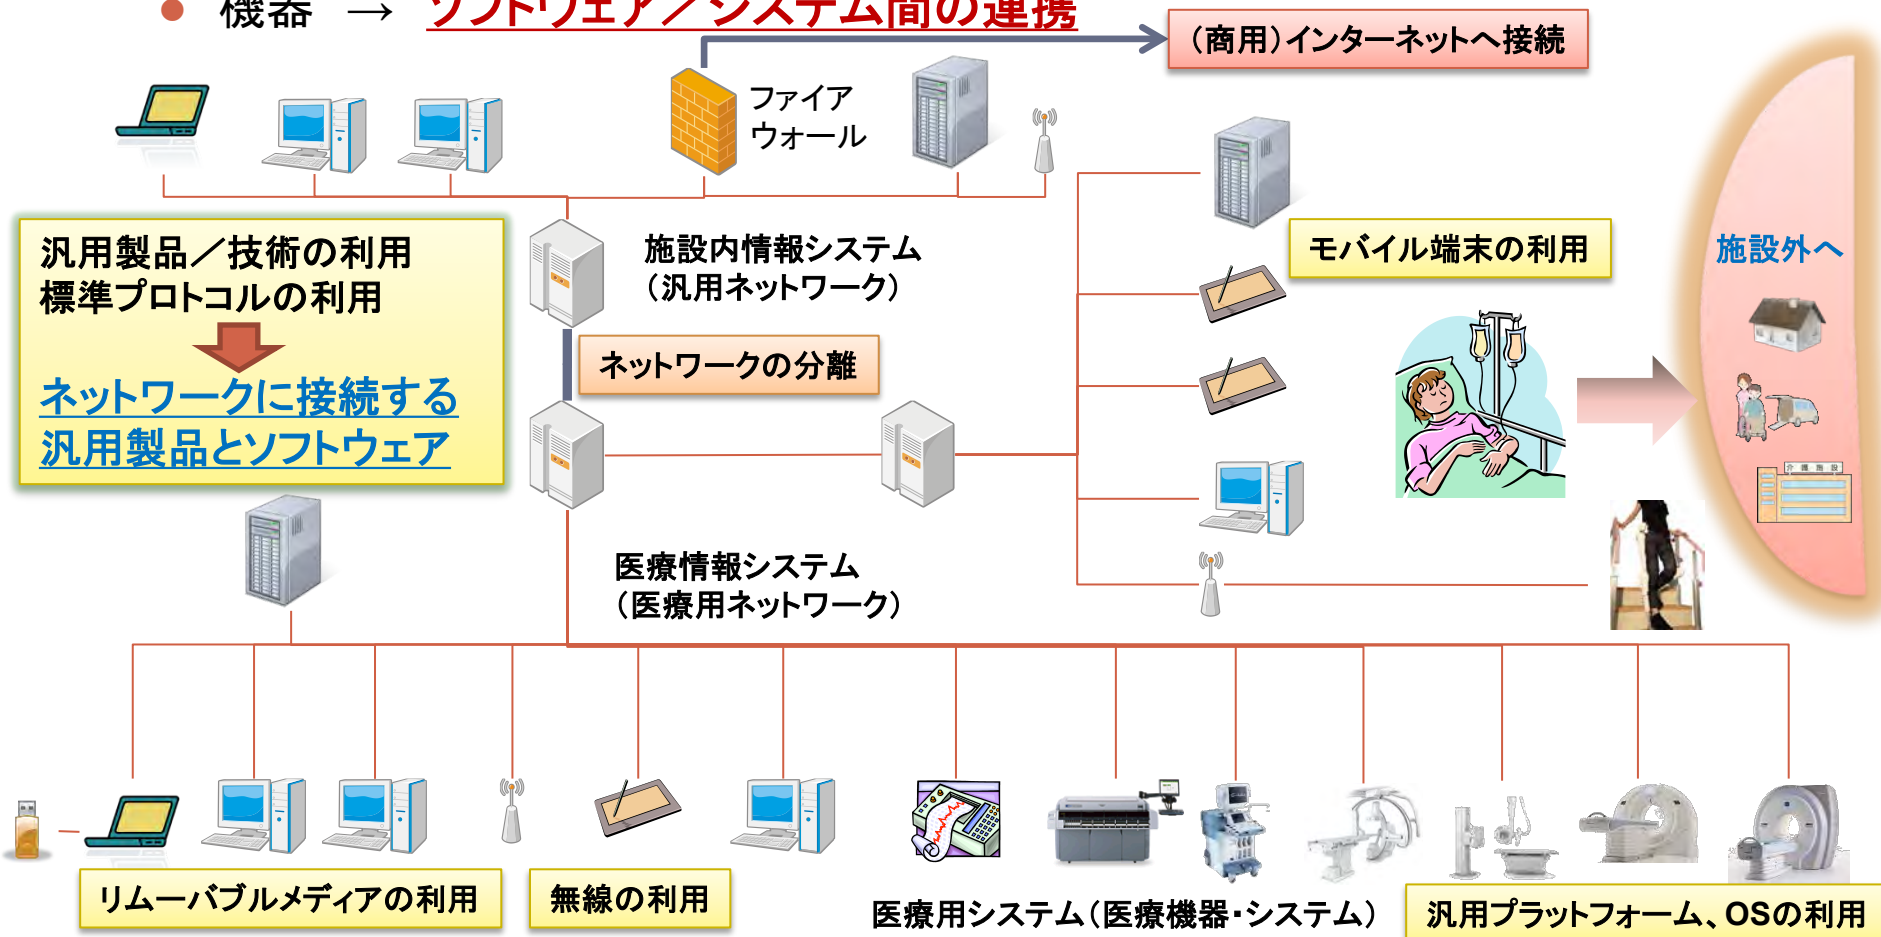 ● 機器 → ソフトウェア／システム間の連携
（商用）インターネットへ接続
ファイア
ウォール
汎用製品／技術の利用
標準プロトコルの利用
ネットワークに接続する
汎用製品とソフトウェア
施設内情報システム
（汎用ネットワーク）
モバイル端末の利用
施設外へ
ネットワークの分離
介護施設
医療情報システム
（医療用ネットワーク）
リムーバブルメディアの利用
無線の利用
医療用システム（医療機器・システム）
汎用プラットフォーム、OSの利用